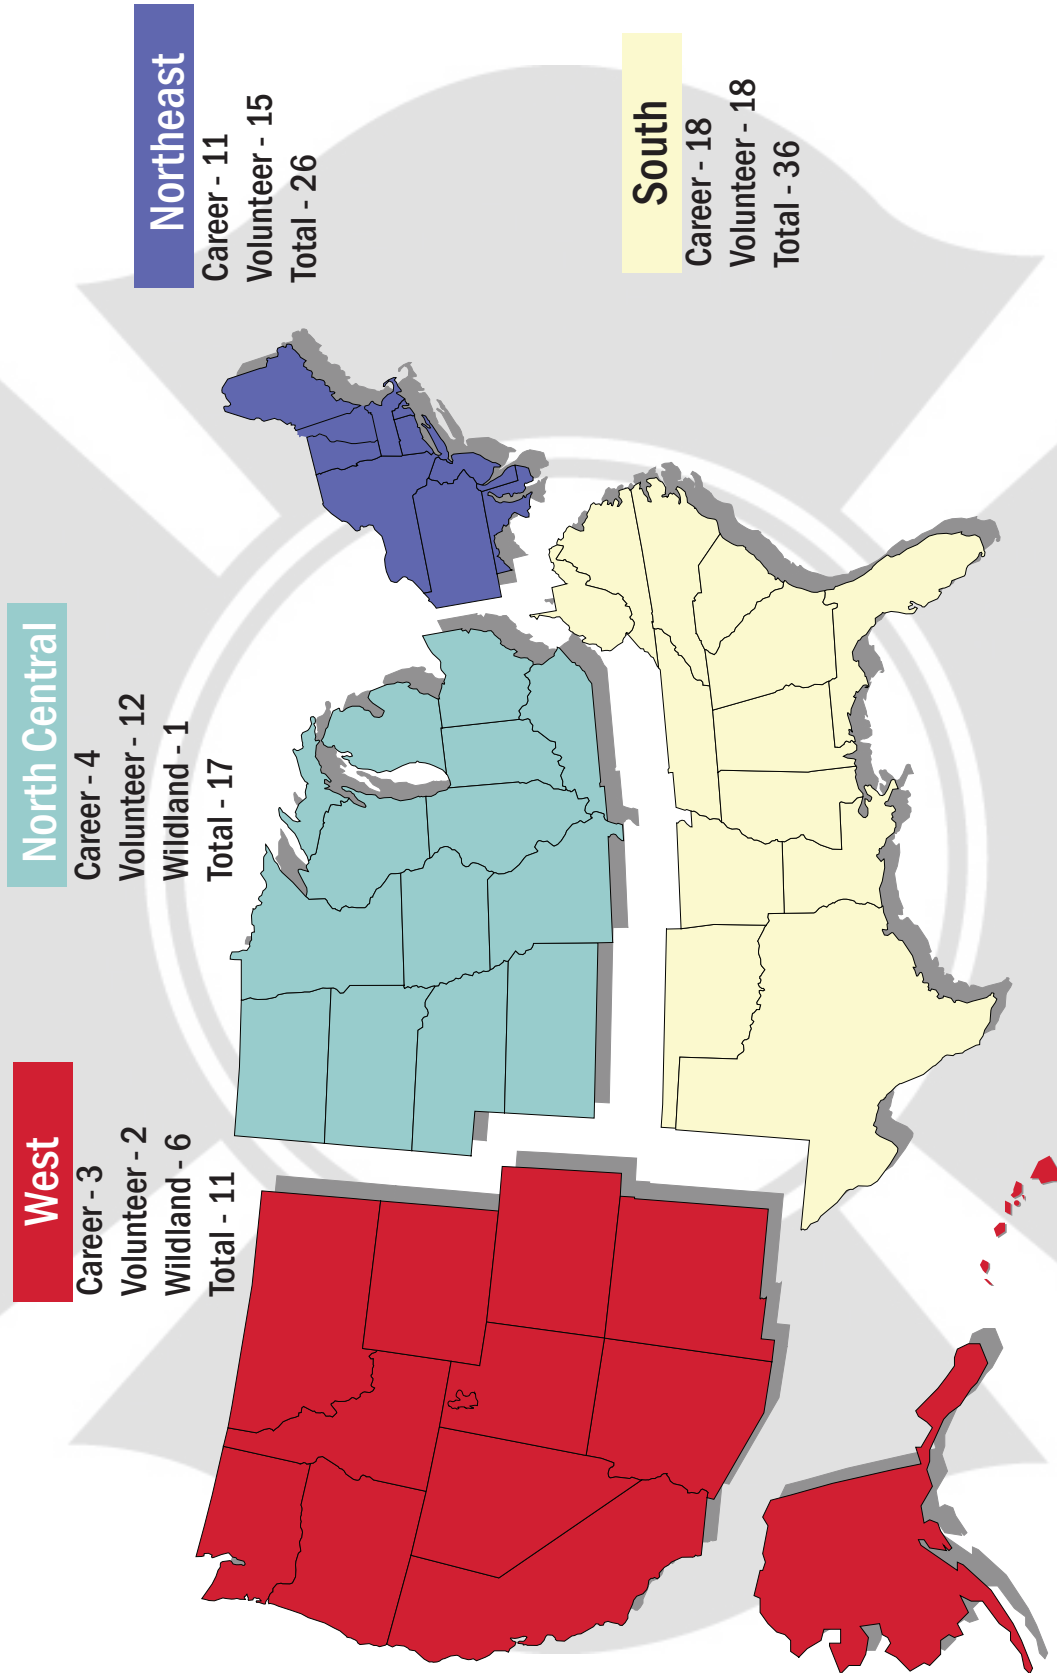 West
Career - 3
Volunteer - 2
Wildland - 6
Total - 11
North Central
Career - 4
Volunteer - 12
Wildland - 1
Total - 17
Northeast
Career - 11
Volunteer - 15
Total - 26
South
Career - 18
Volunteer - 18
Total - 36